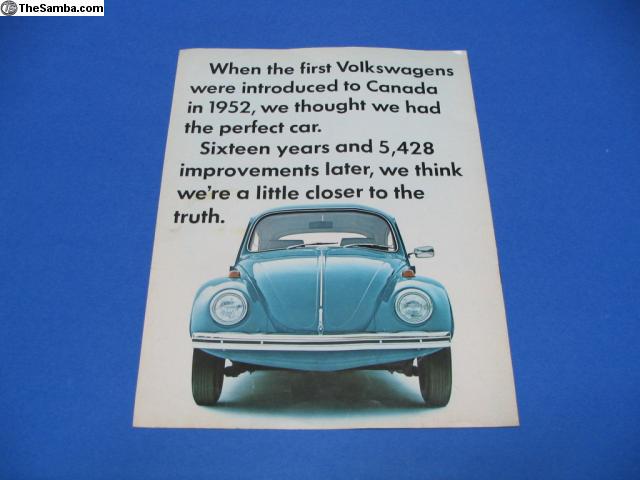 TheSamba.com
When the first Volkswagens
were introduced to Canada
in 1952, we thought we had
the perfect car.
Sixteen years and 5,428
improvements later, we think
we're a little closer to the
truth.